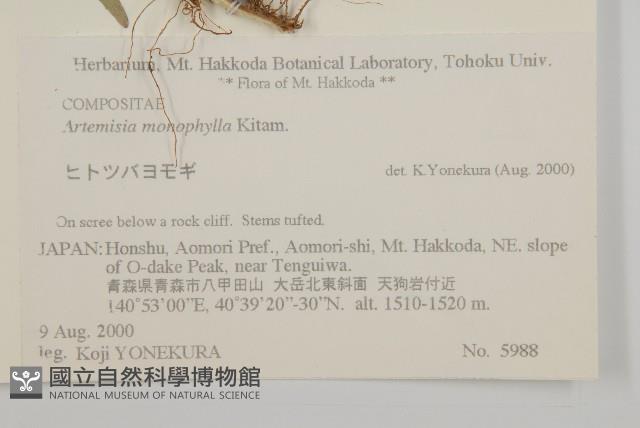 Herbarium, Mt. Hakkoda Botanical Laboratory, Tohoku Univ.
** Flora of Mt. Hakkoda **
COMPOSITAE
Artemisia monophylla Kitam.
ヒトツバヨモギ det. K.Yonekura (Aug. 2000)
On scree below a rock cliff. Stems tufted.
JAPAN: Honshu, Aomori Pref., Aomori-shi, Mt. Hakkoda, NE. slope
of O-dake Peak, near Tenguiwa.
青森県青森市八甲田山 大岳北東斜面 天狗岩付近
140˚53'00"E, 40˚39'20"-30"N. alt. 1510-1520 m.
9 Aug. 2000
leg. Koji YONEKURA No. 5988
國立自然科學博物館
NATIONAL MUSEUM OF NATURAL SCIENCE